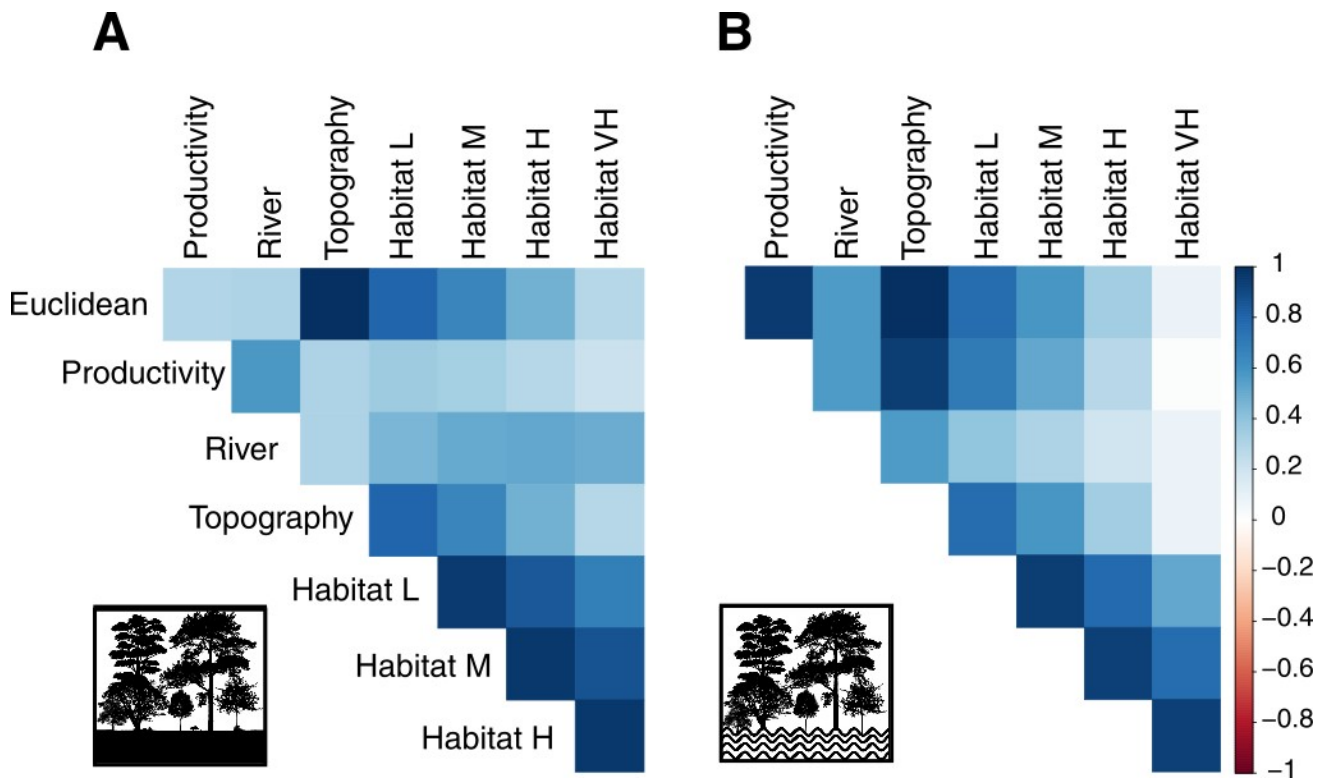 A
B
Productivity
River
Topography
Habitat L
Habitat M
Habitat H
Habitat VH
Productivity
River
Topography
Habitat L
Habitat M
Habitat H
Habitat VH
Euclidean
Productivity
River
Topography
Habitat L
Habitat M
Habitat H
1
0.8
0.6
0.4
0.2
0
−0.2
−0.4
−0.6
−0.8
−1